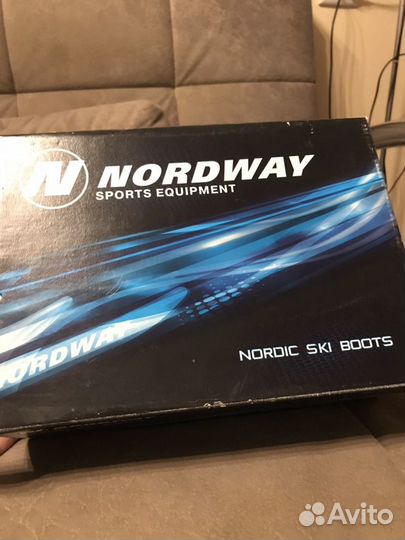 N NORDWAY
SPORTS EQUIPMENT
NORDWAY
NORDIC SKI BOOTS
Avito